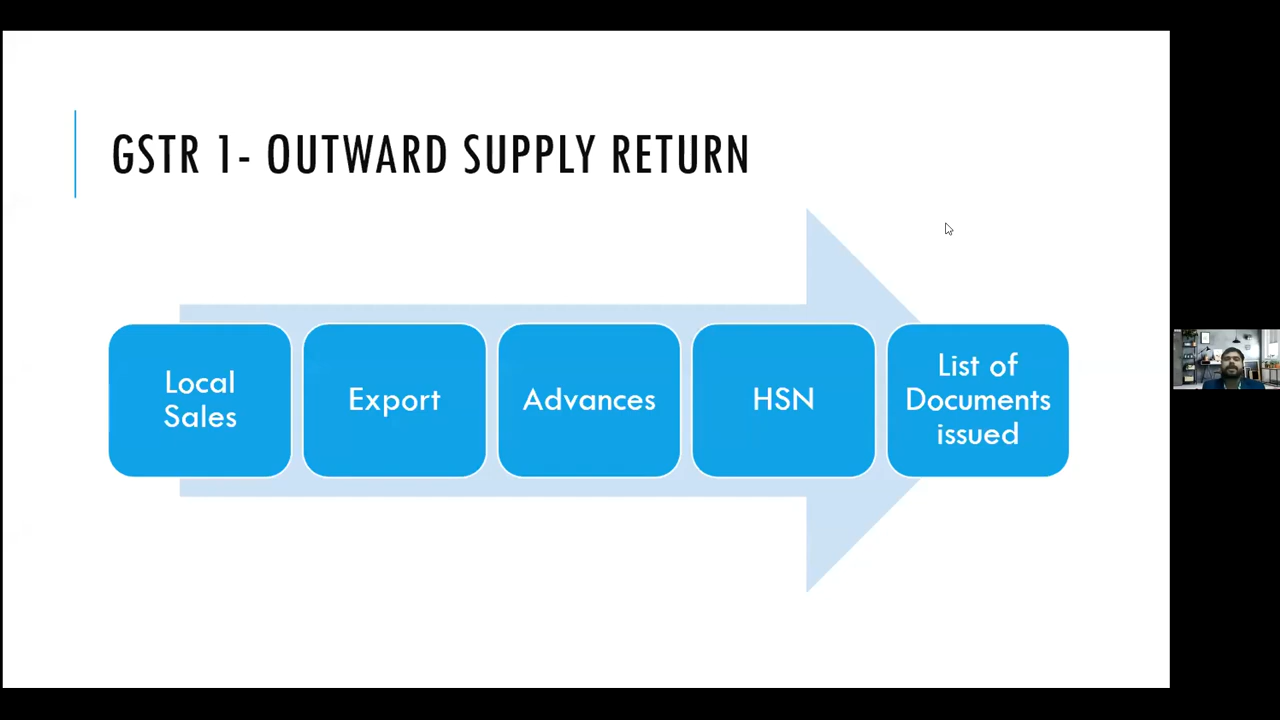 GSTR 1- OUTWARD SUPPLY RETURN
Local
Sales
Export
Advances
HSN
List of
Documents
issued